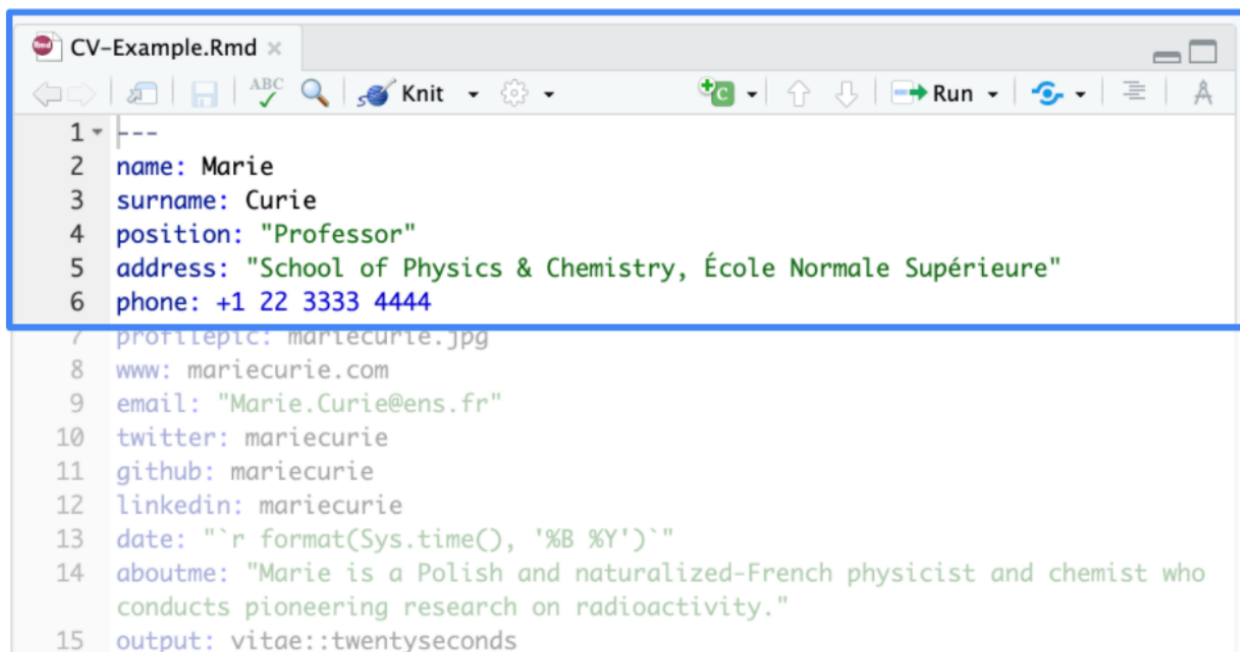 CV-Example.Rmd
ABC Knit C Run
1 ---
2 name: Marie
3 surname: Curie
4 position: "Professor"
5 address: "School of Physics & Chemistry, École Normale Supérieure"
6 phone: +1 22 3333 4444
7 profilepic: mariecurie.jpg
8 www: mariecurie.com
9 email: "Marie.Curie@ens.fr"
10 twitter: mariecurie
11 github: mariecurie
12 linkedin: mariecurie
13 date: "`r format(Sys.time(), '%B %Y')`"
14 aboutme: "Marie is a Polish and naturalized-French physicist and chemist who
conducts pioneering research on radioactivity."
15 output: vitae::twentyseconds